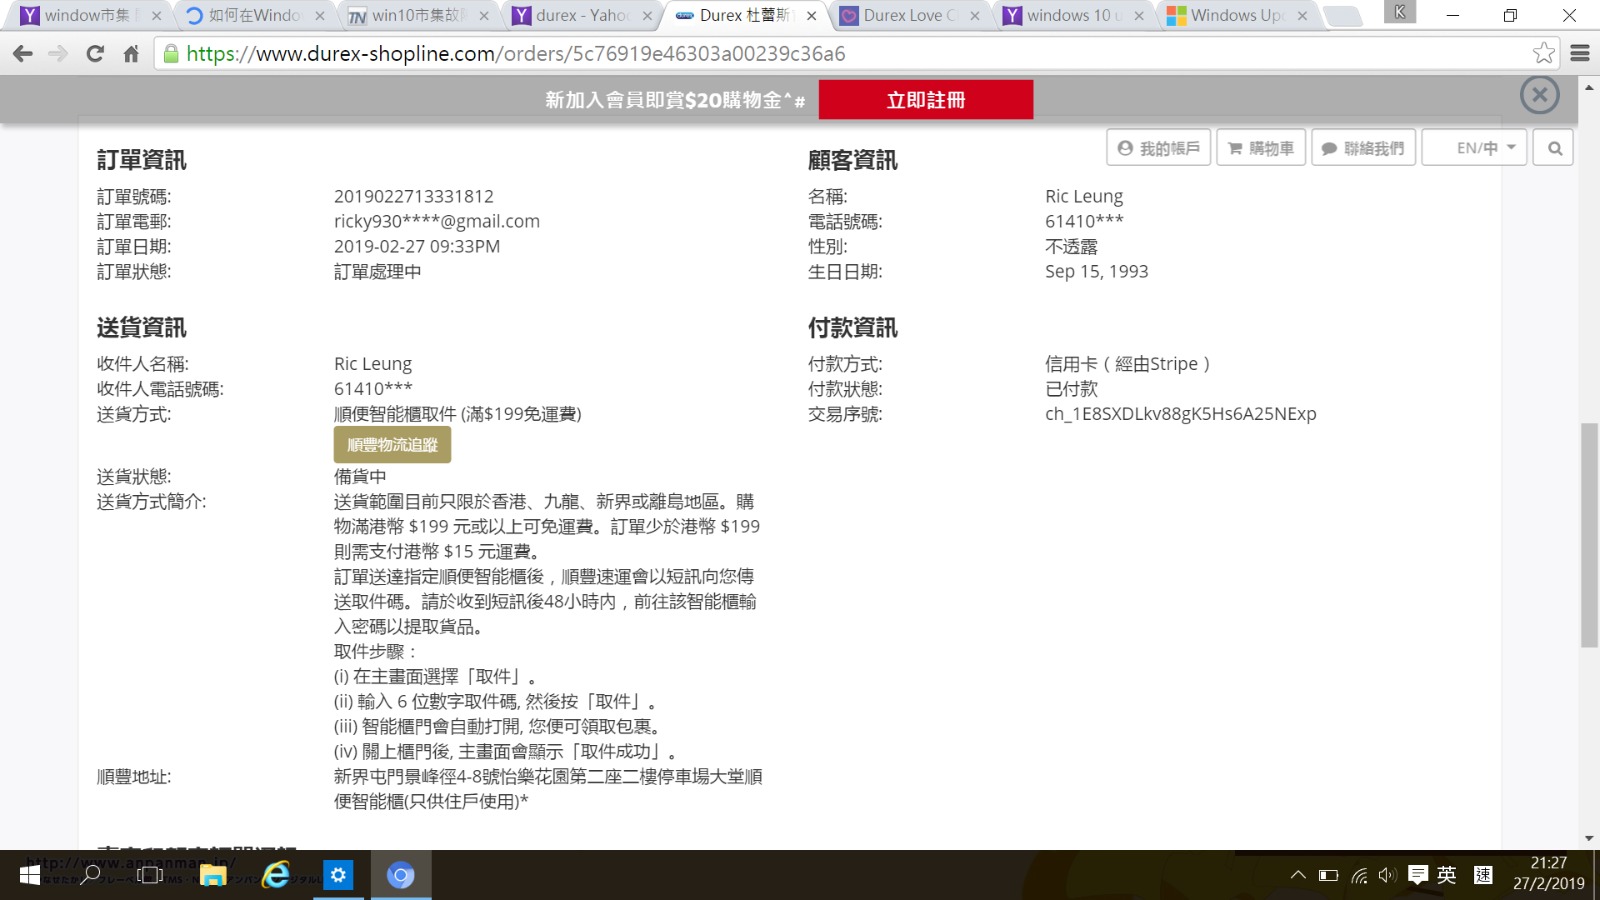 window市集
如何在Windo
win10市集故
durex - Yaho
Durex 杜蕾斯
Durex Love C
windows 10 u
Windows Up
K
https://www.durex-shopline.com/orders/5c76919e46303a00239c36a6
新加入會員即賞$20購物金^# 立即註冊
我的帳戶 購物車 聯絡我們 EN/中
訂單資訊
訂單號碼: 2019022713331812
訂單電郵: ricky930****@gmail.com
訂單日期: 2019-02-27 09:33PM
訂單狀態: 訂單處理中
顧客資訊
名稱: Ric Leung
電話號碼: 61410***
性別: 不透露
生日日期: Sep 15, 1993
送貨資訊
收件人名稱: Ric Leung
收件人電話號碼: 61410***
送貨方式: 順便智能櫃取件 (滿$199免運費)
順豐物流追蹤
送貨狀態: 備貨中
送貨方式簡介: 送貨範圍目前只限於香港、九龍、新界或離島地區。購
物滿港幣 $199 元或以上可免運費。訂單少於港幣 $199
則需支付港幣 $15 元運費。
訂單送達指定順便智能櫃後，順豐速運會以短訊向您傳
送取件碼。請於收到短訊後48小時內，前往該智能櫃輸
入密碼以提取貨品。
取件步驟：
(i) 在主畫面選擇「取件」。
(ii) 輸入 6 位數字取件碼, 然後按「取件」。
(iii) 智能櫃門會自動打開, 您便可領取包裹。
(iv) 關上櫃門後, 主畫面會顯示「取件成功」。
順豐地址: 新界屯門景峰徑4-8號怡樂花園第二座二樓停車場大堂順
便智能櫃(只供住戶使用)*
付款資訊
付款方式: 信用卡（經由Stripe）
付款狀態: 已付款
交易序號: ch_1E8SXDLkv88gK5Hs6A25NExp
http://www.anpanman.jp/
英 速
21:27
27/2/2019